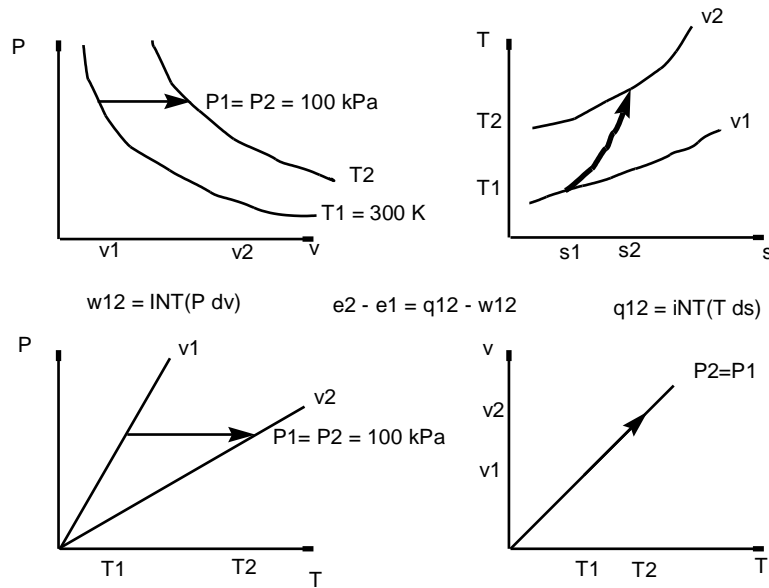 P
P1= P2 = 100 kPa
T2
T1 = 300 K
v1
v2
v
T
v2
v1
T2
T1
s1
s2
s
w12 = INT(P dv)
e2 - e1 = q12 - w12
q12 = iNT(T ds)
P
v1
v2
P1= P2 = 100 kPa
T1
T2
T
v
P2=P1
v2
v1
T1
T2
T